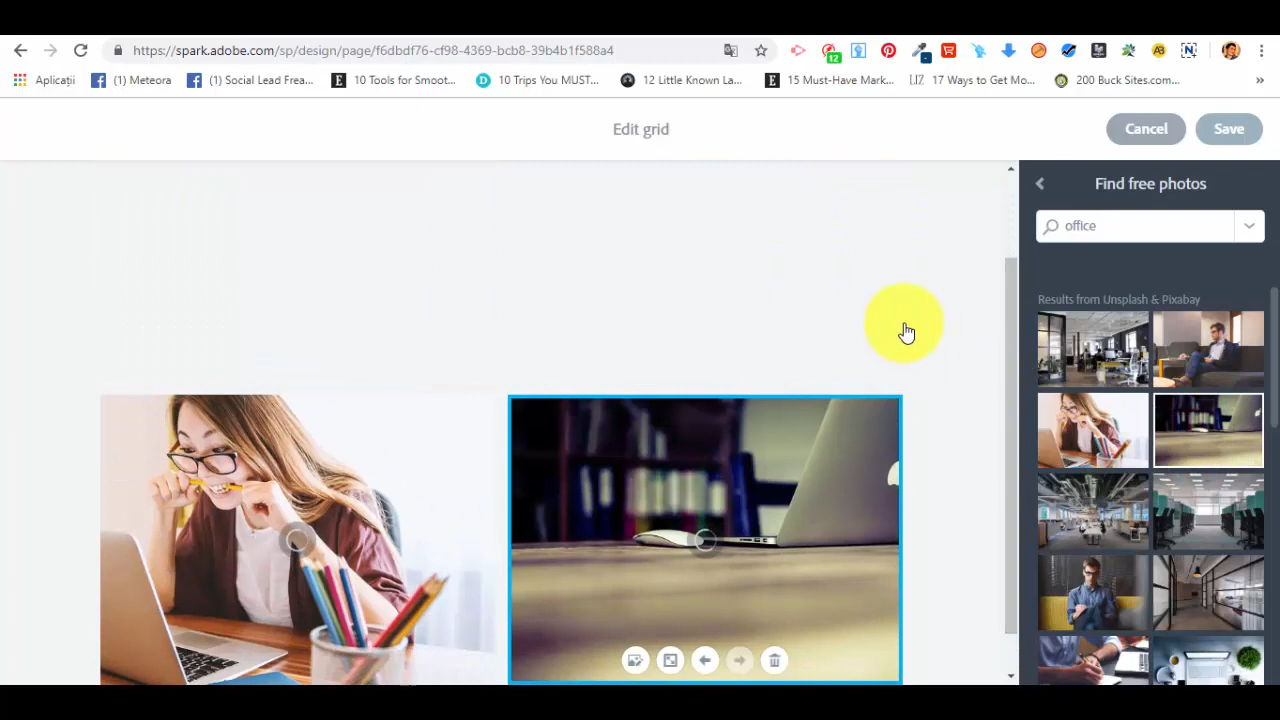 https://spark.adobe.com/sp/design/page/f6dbdf76-cf98-4369-bcb8-39b4b1f588a4
12
Aplicații
(1) Meteora
(1) Social Lead Frea...
10 Tools for Smoot...
10 Trips You MUST...
12 Little Known La...
15 Must-Have Mark...
17 Ways to Get Mo...
200 Buck Sites.com...
»
Edit grid
Cancel
Save
Find free photos
office
Results from Unsplash & Pixabay